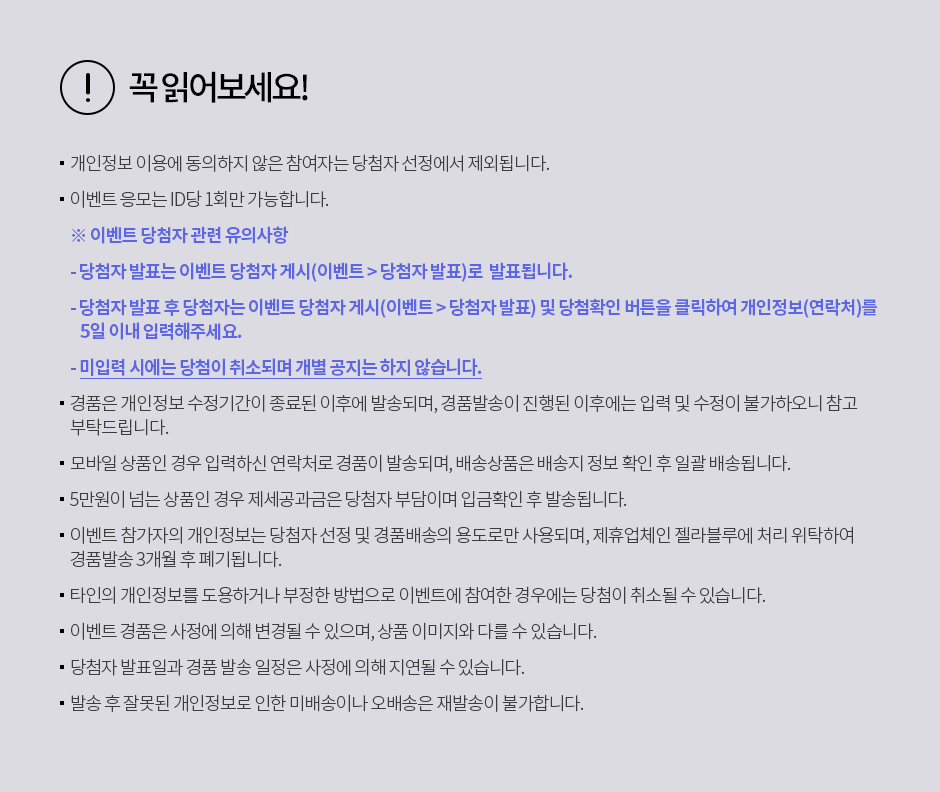 ! 꼭 읽어보세요!
▪ 개인정보 이용에 동의하지 않은 참여자는 당첨자 선정에서 제외됩니다.
▪ 이벤트 응모는 ID당 1회만 가능합니다.
※ 이벤트 당첨자 관련 유의사항
- 당첨자 발표는 이벤트 당첨자 게시(이벤트 > 당첨자 발표)로 발표됩니다.
- 당첨자 발표 후 당첨자는 이벤트 당첨자 게시(이벤트 > 당첨자 발표) 및 당첨확인 버튼을 클릭하여 개인정보(연락처)를
5일 이내 입력해주세요.
- 미입력 시에는 당첨이 취소되며 개별 공지는 하지 않습니다.
▪ 경품은 개인정보 수정기간이 종료된 이후에 발송되며, 경품발송이 진행된 이후에는 입력 및 수정이 불가하오니 참고
부탁드립니다.
▪ 모바일 상품인 경우 입력하신 연락처로 경품이 발송되며, 배송상품은 배송지 정보 확인 후 일괄 배송됩니다.
▪ 5만원이 넘는 상품인 경우 제세공과금은 당첨자 부담이며 입금확인 후 발송됩니다.
▪ 이벤트 참가자의 개인정보는 당첨자 선정 및 경품배송의 용도로만 사용되며, 제휴업체인 젤라블루에 처리 위탁하여
경품발송 3개월 후 폐기됩니다.
▪ 타인의 개인정보를 도용하거나 부정한 방법으로 이벤트에 참여한 경우에는 당첨이 취소될 수 있습니다.
▪ 이벤트 경품은 사정에 의해 변경될 수 있으며, 상품 이미지와 다를 수 있습니다.
▪ 당첨자 발표일과 경품 발송 일정은 사정에 의해 지연될 수 있습니다.
▪ 발송 후 잘못된 개인정보로 인한 미배송이나 오배송은 재발송이 불가합니다.